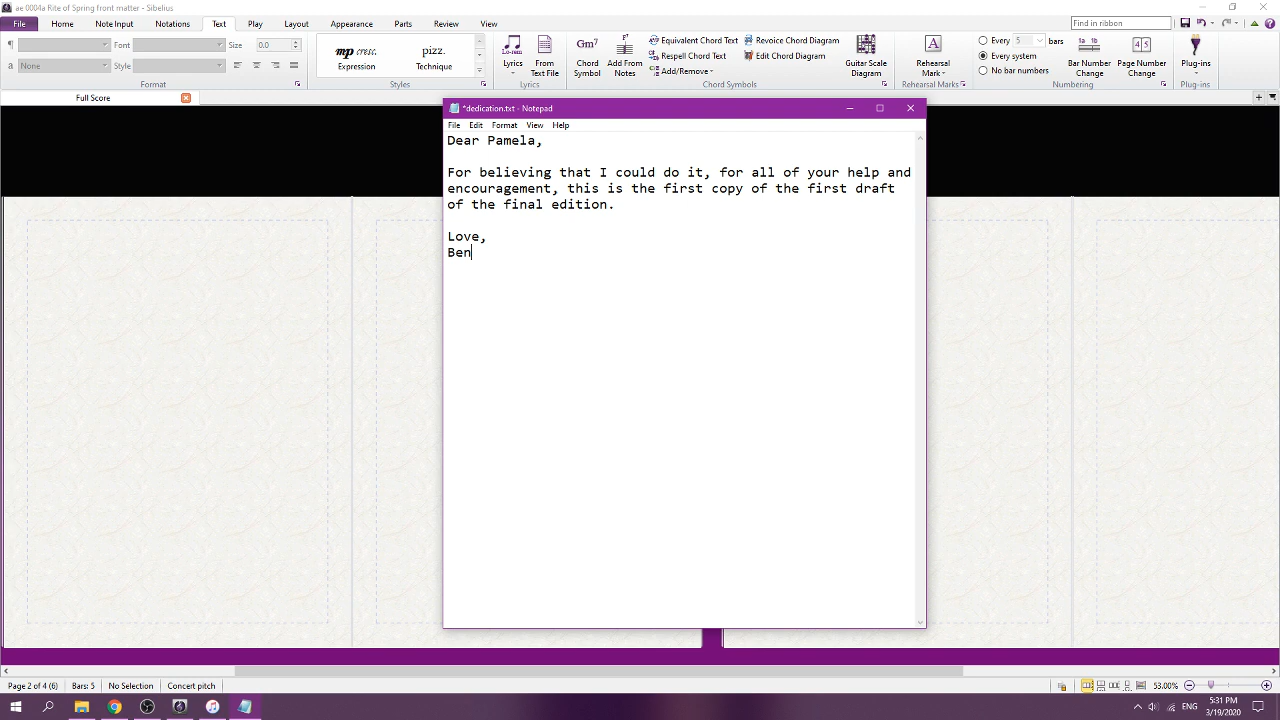 ae 0004a Rite of Spring front matter - Sibelius
File Home Note Input Notations Text Play Layout Appearance Parts Review View
Find in ribbon
Font Size 0.0
None Style
Format
mp cresc.
Expression
pizz.
Technique
Styles
Lo-rem
Lyrics
From Text File
Lyrics
Gm7
Chord Symbol
Add From Notes
Equivalent Chord Text
Respell Chord Text
Add/Remove
Revoice Chord Diagram
Edit Chord Diagram
Guitar Scale Diagram
Chord Symbols
A
Rehearsal Mark
Rehearsal Marks
Every 5 bars
Every system
No bar numbers
Bar Number Change
Page Number Change
Numbering
Plug-ins
Plug-ins
Full Score
*dedication.txt - Notepad
File Edit Format View Help
Dear Pamela,
For believing that I could do it, for all of your help and
encouragement, this is the first copy of the first draft
of the final edition.
Love,
Ben
Page 2 of 4 (6) Bars: 5 No Selection Concert pitch 53.00%
ENG
5:31 PM
3/19/2020